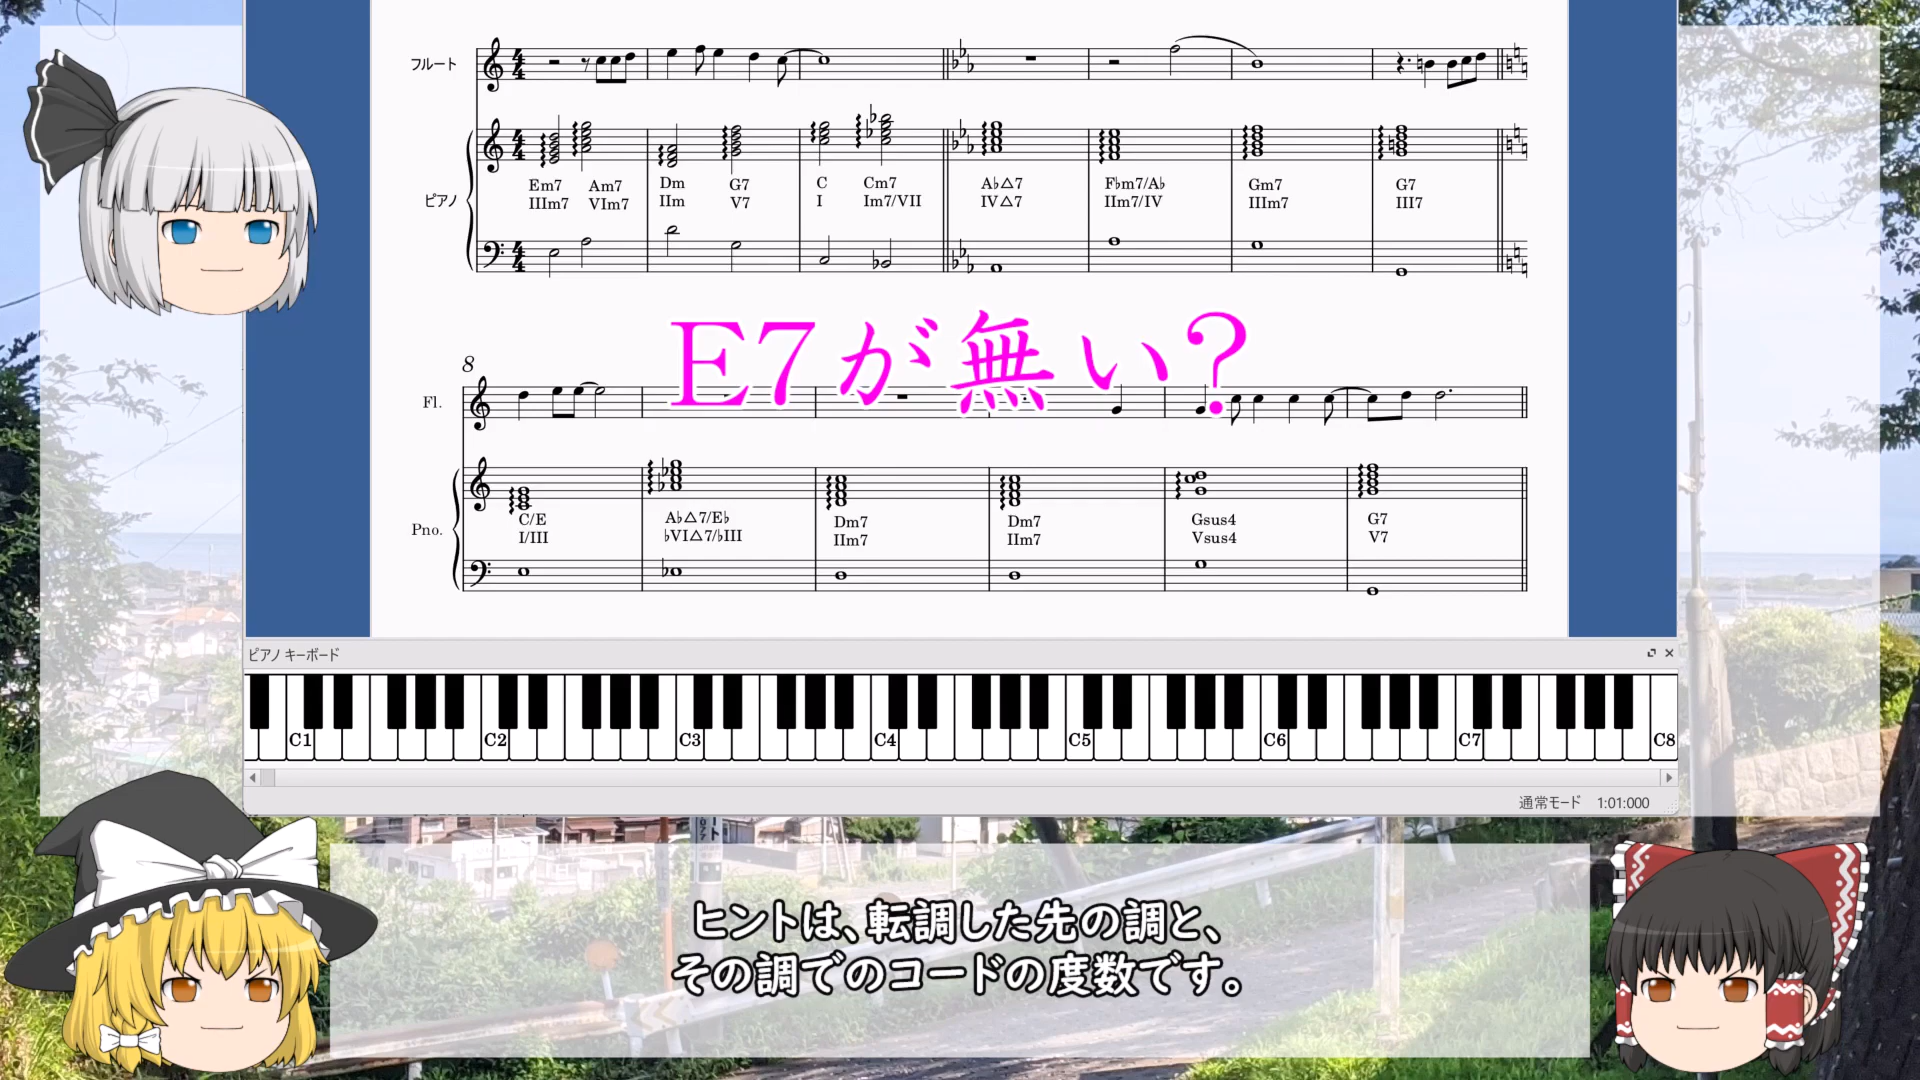 フルート
Em7 Am7 Dm G7 C Cm7 A♭△7 F♭m7/A♭ Gm7 G7
ピアノ
IIIm7 VIm7 IIm V7 I Im7/VII IV△7 IIm7/IV IIIm7 III7
E7が無い?
8
Fl.
Pno.
C/E A♭△7/E♭ Dm7 Dm7 Gsus4 G7
I/III ♭VI△7/♭III IIm7 IIm7 Vsus4 V7
ピアノ キーボード
C1 C2 C3 C4 C5 C6 C7 C8
通常モード 1:01:000
ヒントは、転調した先の調と、
その調でのコードの度数です。